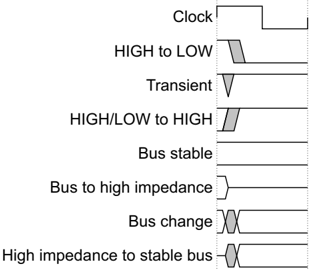 Clock
HIGH to LOW
Transient
HIGH/LOW to HIGH
Bus stable
Bus to high impedance
Bus change
High impedance to stable bus